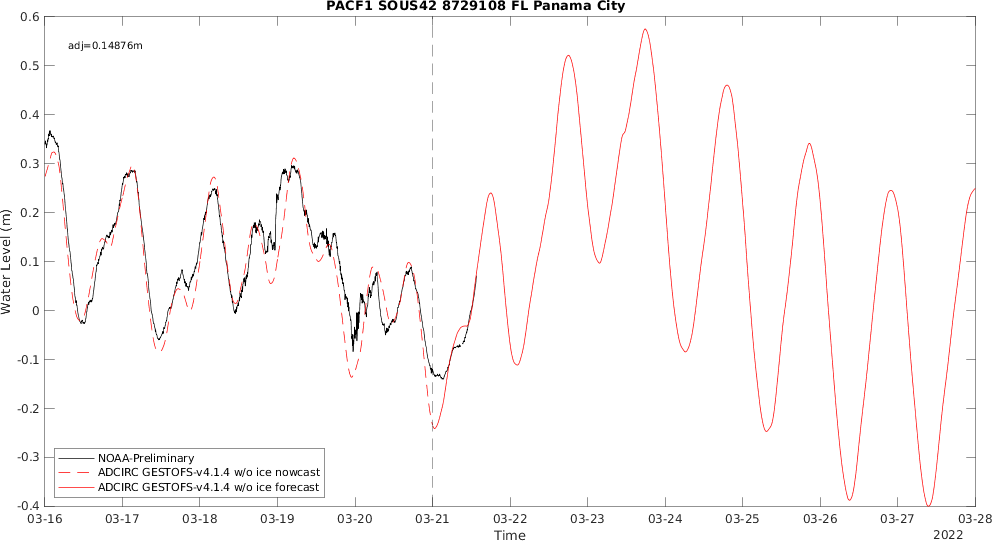 PACF1 SOUS42 8729108 FL Panama City
adj=0.14876m
0.6
0.5
0.4
0.3
0.2
0.1
0
-0.1
-0.2
-0.3
-0.4
Water Level (m)
NOAA-Preliminary
ADCIRC GESTOFS-v4.1.4 w/o ice nowcast
ADCIRC GESTOFS-v4.1.4 w/o ice forecast
03-16 03-17 03-18 03-19 03-20 03-21 03-22 03-23 03-24 03-25 03-26 03-27 03-28
Time
2022